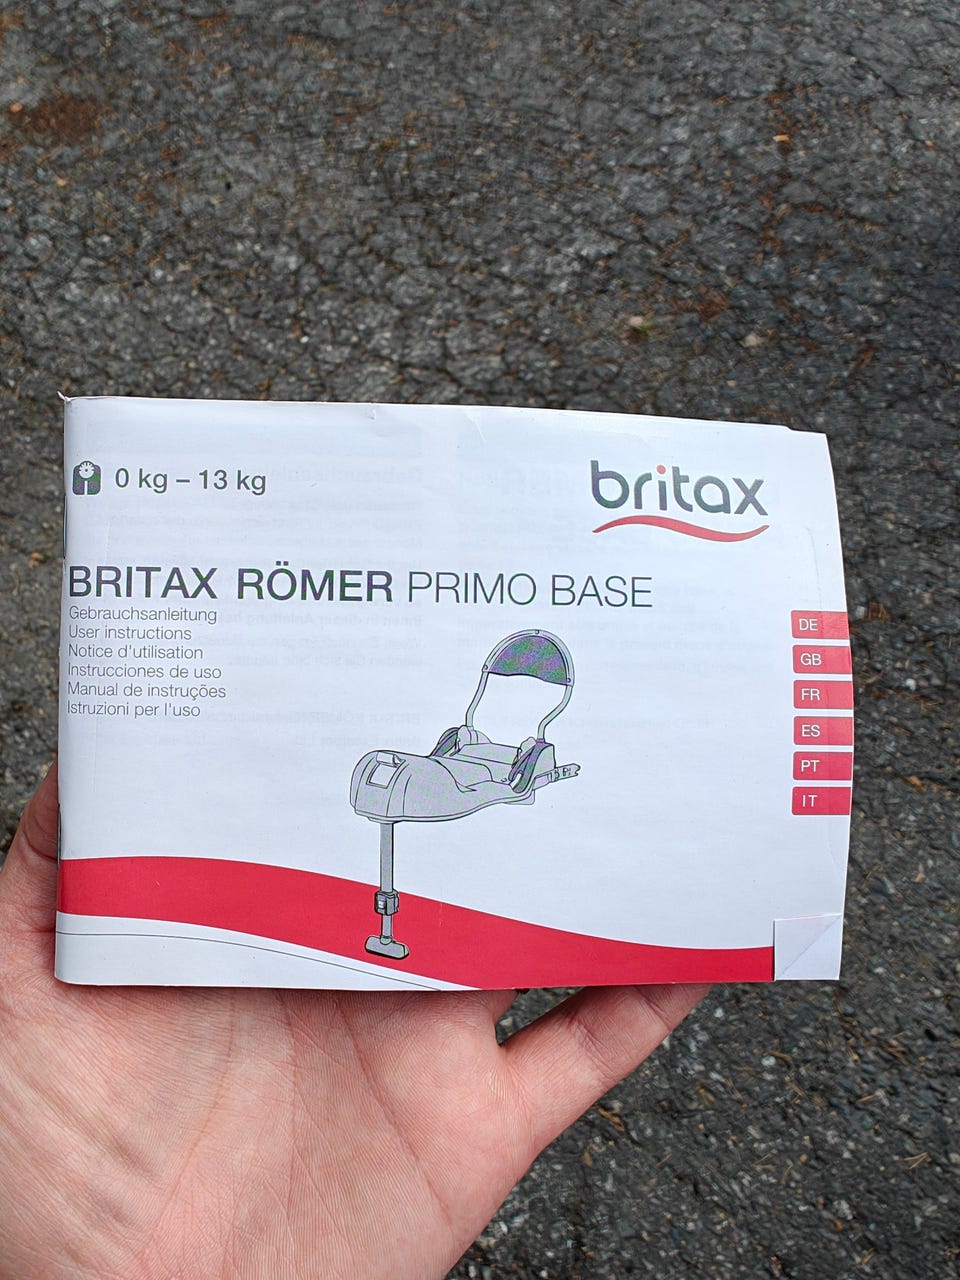 0 kg – 13 kg
britax
BRITAX RÖMER PRIMO BASE
Gebrauchsanleitung
User instructions
Notice d'utilisation
Instrucciones de uso
Manual de instruções
Istruzioni per l'uso
DE
GB
FR
ES
PT
IT